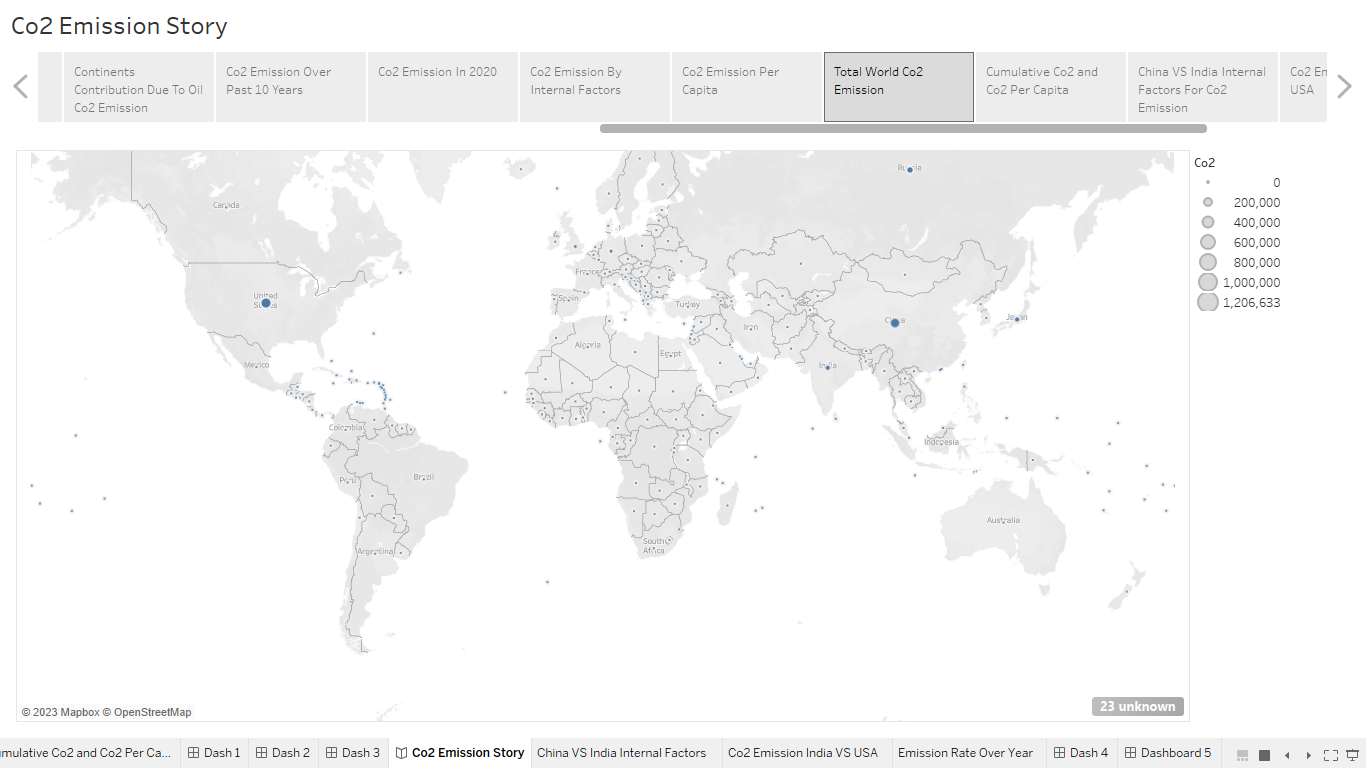 Co2 Emission Story
Continents
Contribution Due To Oil
Co2 Emission
Co2 Emission Over
Past 10 Years
Co2 Emission In 2020
Co2 Emission By
Internal Factors
Co2 Emission Per
Capita
Total World Co2
Emission
Cumulative Co2 and
Co2 Per Capita
China VS India Internal
Factors For Co2
Emission
Co2 En
USA
Co2
0
200,000
400,000
600,000
800,000
1,000,000
1,206,633
Russia
Canada
France
United
States
Spain
Turkey
China
Japan
Iran
Algeria
Egypt
Mexico
India
Colombia
Indonesia
Peru
Brazil
Australia
South
Africa
Argentina
© 2023 Mapbox © OpenStreetMap
23 unknown
umulative Co2 and Co2 Per Ca...
Dash 1
Dash 2
Dash 3
Co2 Emission Story
China VS India Internal Factors
Co2 Emission India VS USA
Emission Rate Over Year
Dash 4
Dashboard 5